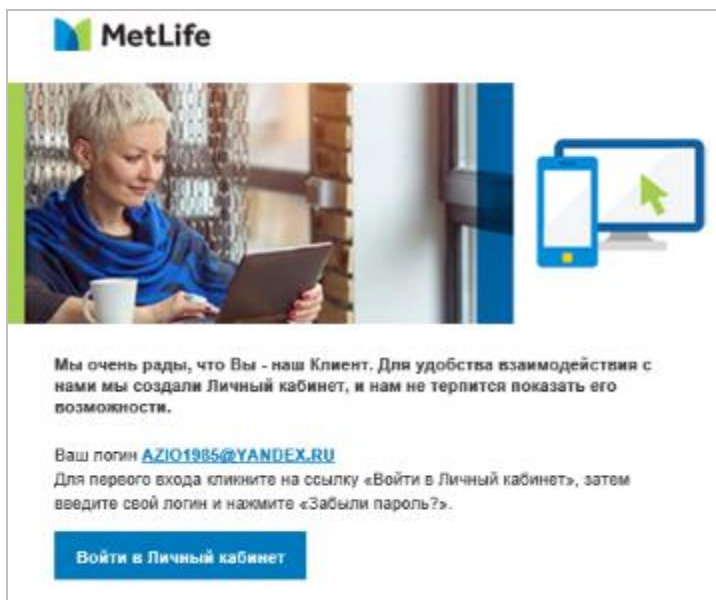 MetLife
Мы очень рады, что Вы - наш Клиент. Для удобства взаимодействия с
нами мы создали Личный кабинет, и нам не терпится показать его
возможности.
Ваш логин AZIO1985@YANDEX.RU
Для первого входа кликните на ссылку «Войти в Личный кабинет», затем
введите свой логин и нажмите «Забыли пароль?».
Войти в Личный кабинет